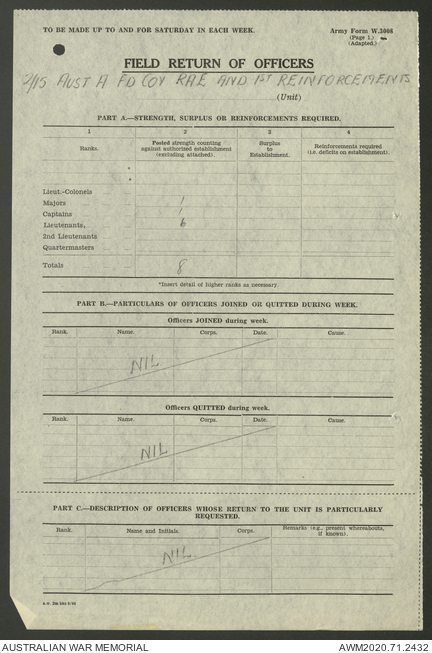 TO BE MADE UP TO AND FOR SATURDAY IN EACH WEEK.
Army Form W.3008
(Page 1.)
(Adapted.)
FIELD RETURN OF OFFICERS
2/15 AUST A FD COY RAE AND 1ST REINFORCEMENTS
(Unit)
PART A.—STRENGTH, SURPLUS OR REINFORCEMENTS REQUIRED.
1 2 3 4
Ranks.
Posted strength counting
against authorized establishment
(excluding attached).
Surplus
to
Establishment.
Reinforcements required
(i.e. deficits on establishment).
*
*
Lieut.-Colonels
Majors 1
Captains 1
Lieutenants, 6
2nd Lieutenants
Quartermasters
Totals 8
*Insert detail of higher ranks as necessary.
PART B.—PARTICULARS OF OFFICERS JOINED OR QUITTED DURING WEEK.
Officers JOINED during week.
Rank. Name. Corps. Date. Cause.
NIL
Officers QUITTED during week.
Rank. Name. Corps. Date. Cause.
NIL
PART C.—DESCRIPTION OF OFFICERS WHOSE RETURN TO THE UNIT IS PARTICULARLY
REQUESTED.
Rank. Name and Initials. Corps. Remarks (e.g., present whereabouts,
if known).
NIL
AUSTRALIAN WAR MEMORIAL
AWM2020.71.2432